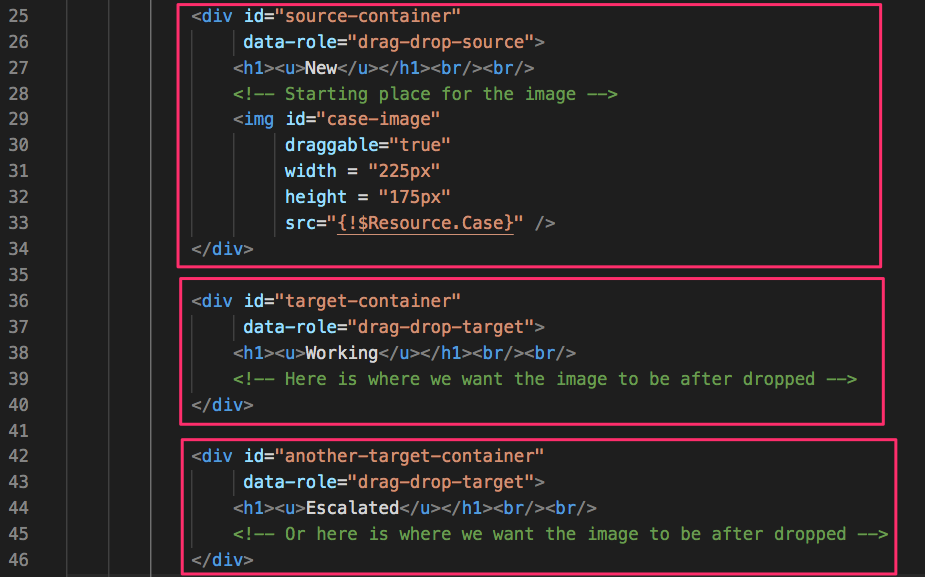 25 <div id="source-container"
26 data-role="drag-drop-source">
27 <h1><u>New</u></h1><br/><br/>
28 <!-- Starting place for the image -->
29 <img id="case-image"
30 draggable="true"
31 width = "225px"
32 height = "175px"
33 src="{!$Resource.Case}" />
34 </div>
35
36 <div id="target-container"
37 data-role="drag-drop-target">
38 <h1><u>Working</u></h1><br/><br/>
39 <!-- Here is where we want the image to be after dropped -->
40 </div>
41
42 <div id="another-target-container"
43 data-role="drag-drop-target">
44 <h1><u>Escalated</u></h1><br/><br/>
45 <!-- Or here is where we want the image to be after dropped -->
46 </div>